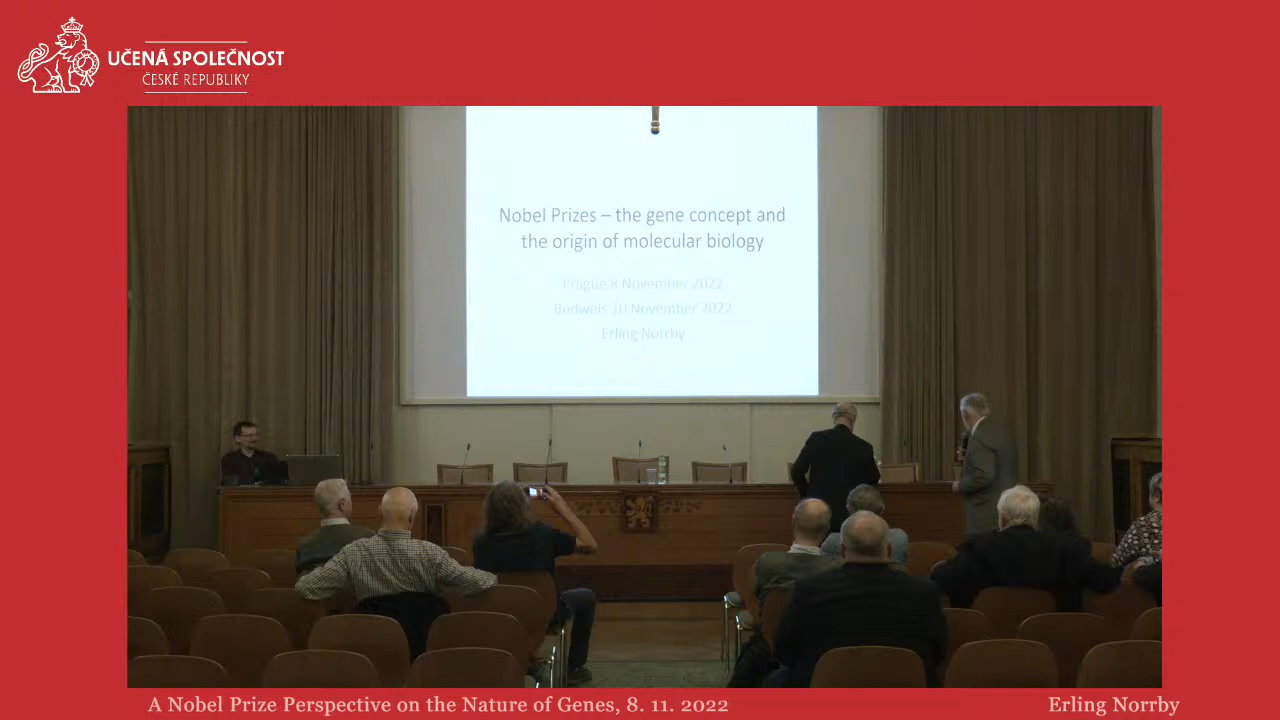 UČENÁ SPOLEČNOST
ČESKÉ REPUBLIKY
Nobel Prizes – the gene concept and
the origin of molecular biology
Prague 8 November 2022
Budweis 10 November 2022
Erling Norrby
A Nobel Prize Perspective on the Nature of Genes, 8. 11. 2022
Erling Norrby